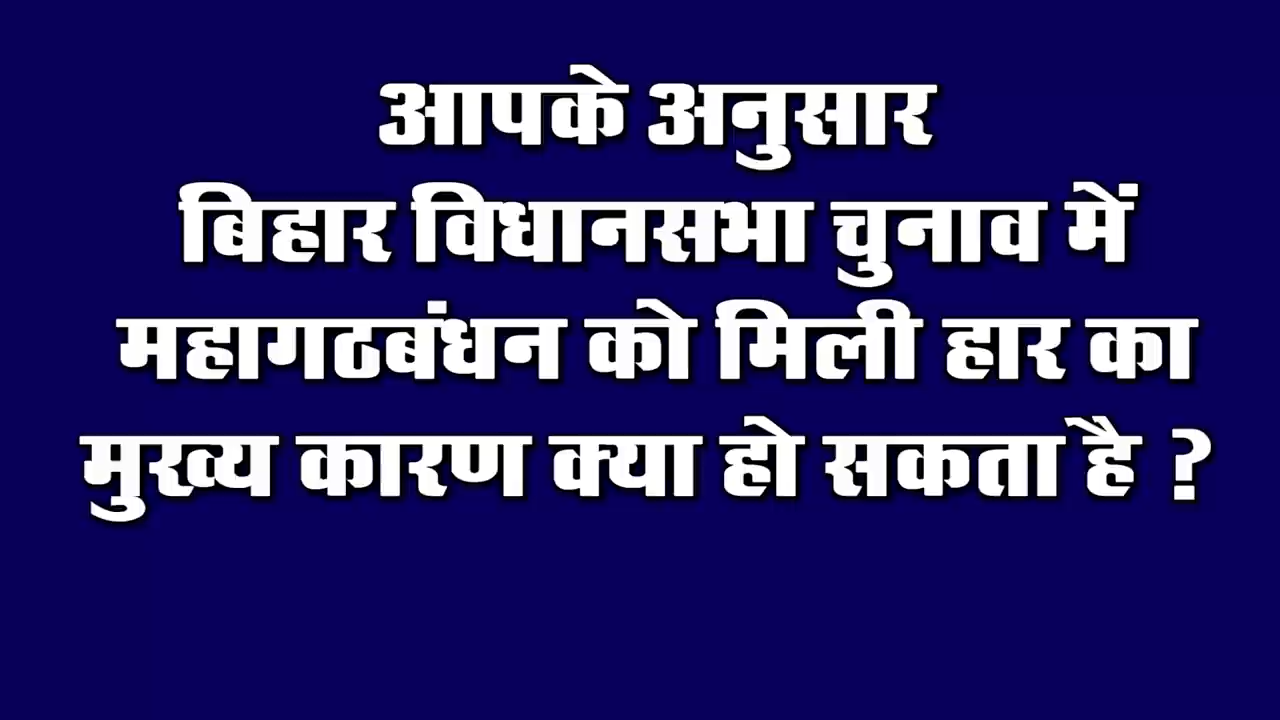 आपके अनुसार
बिहार विधानसभा चुनाव में
महागठबंधन को मिली हार का
मुख्य कारण क्या हो सकता है ?